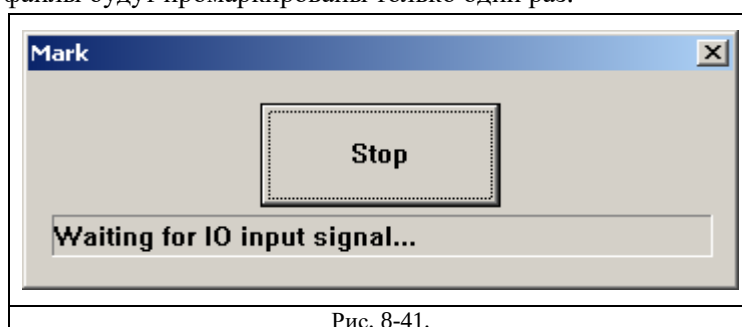 файлы будут промаркированы только один раз.
Mark
Stop
Waiting for IO input signal...
Рис. 8-41.